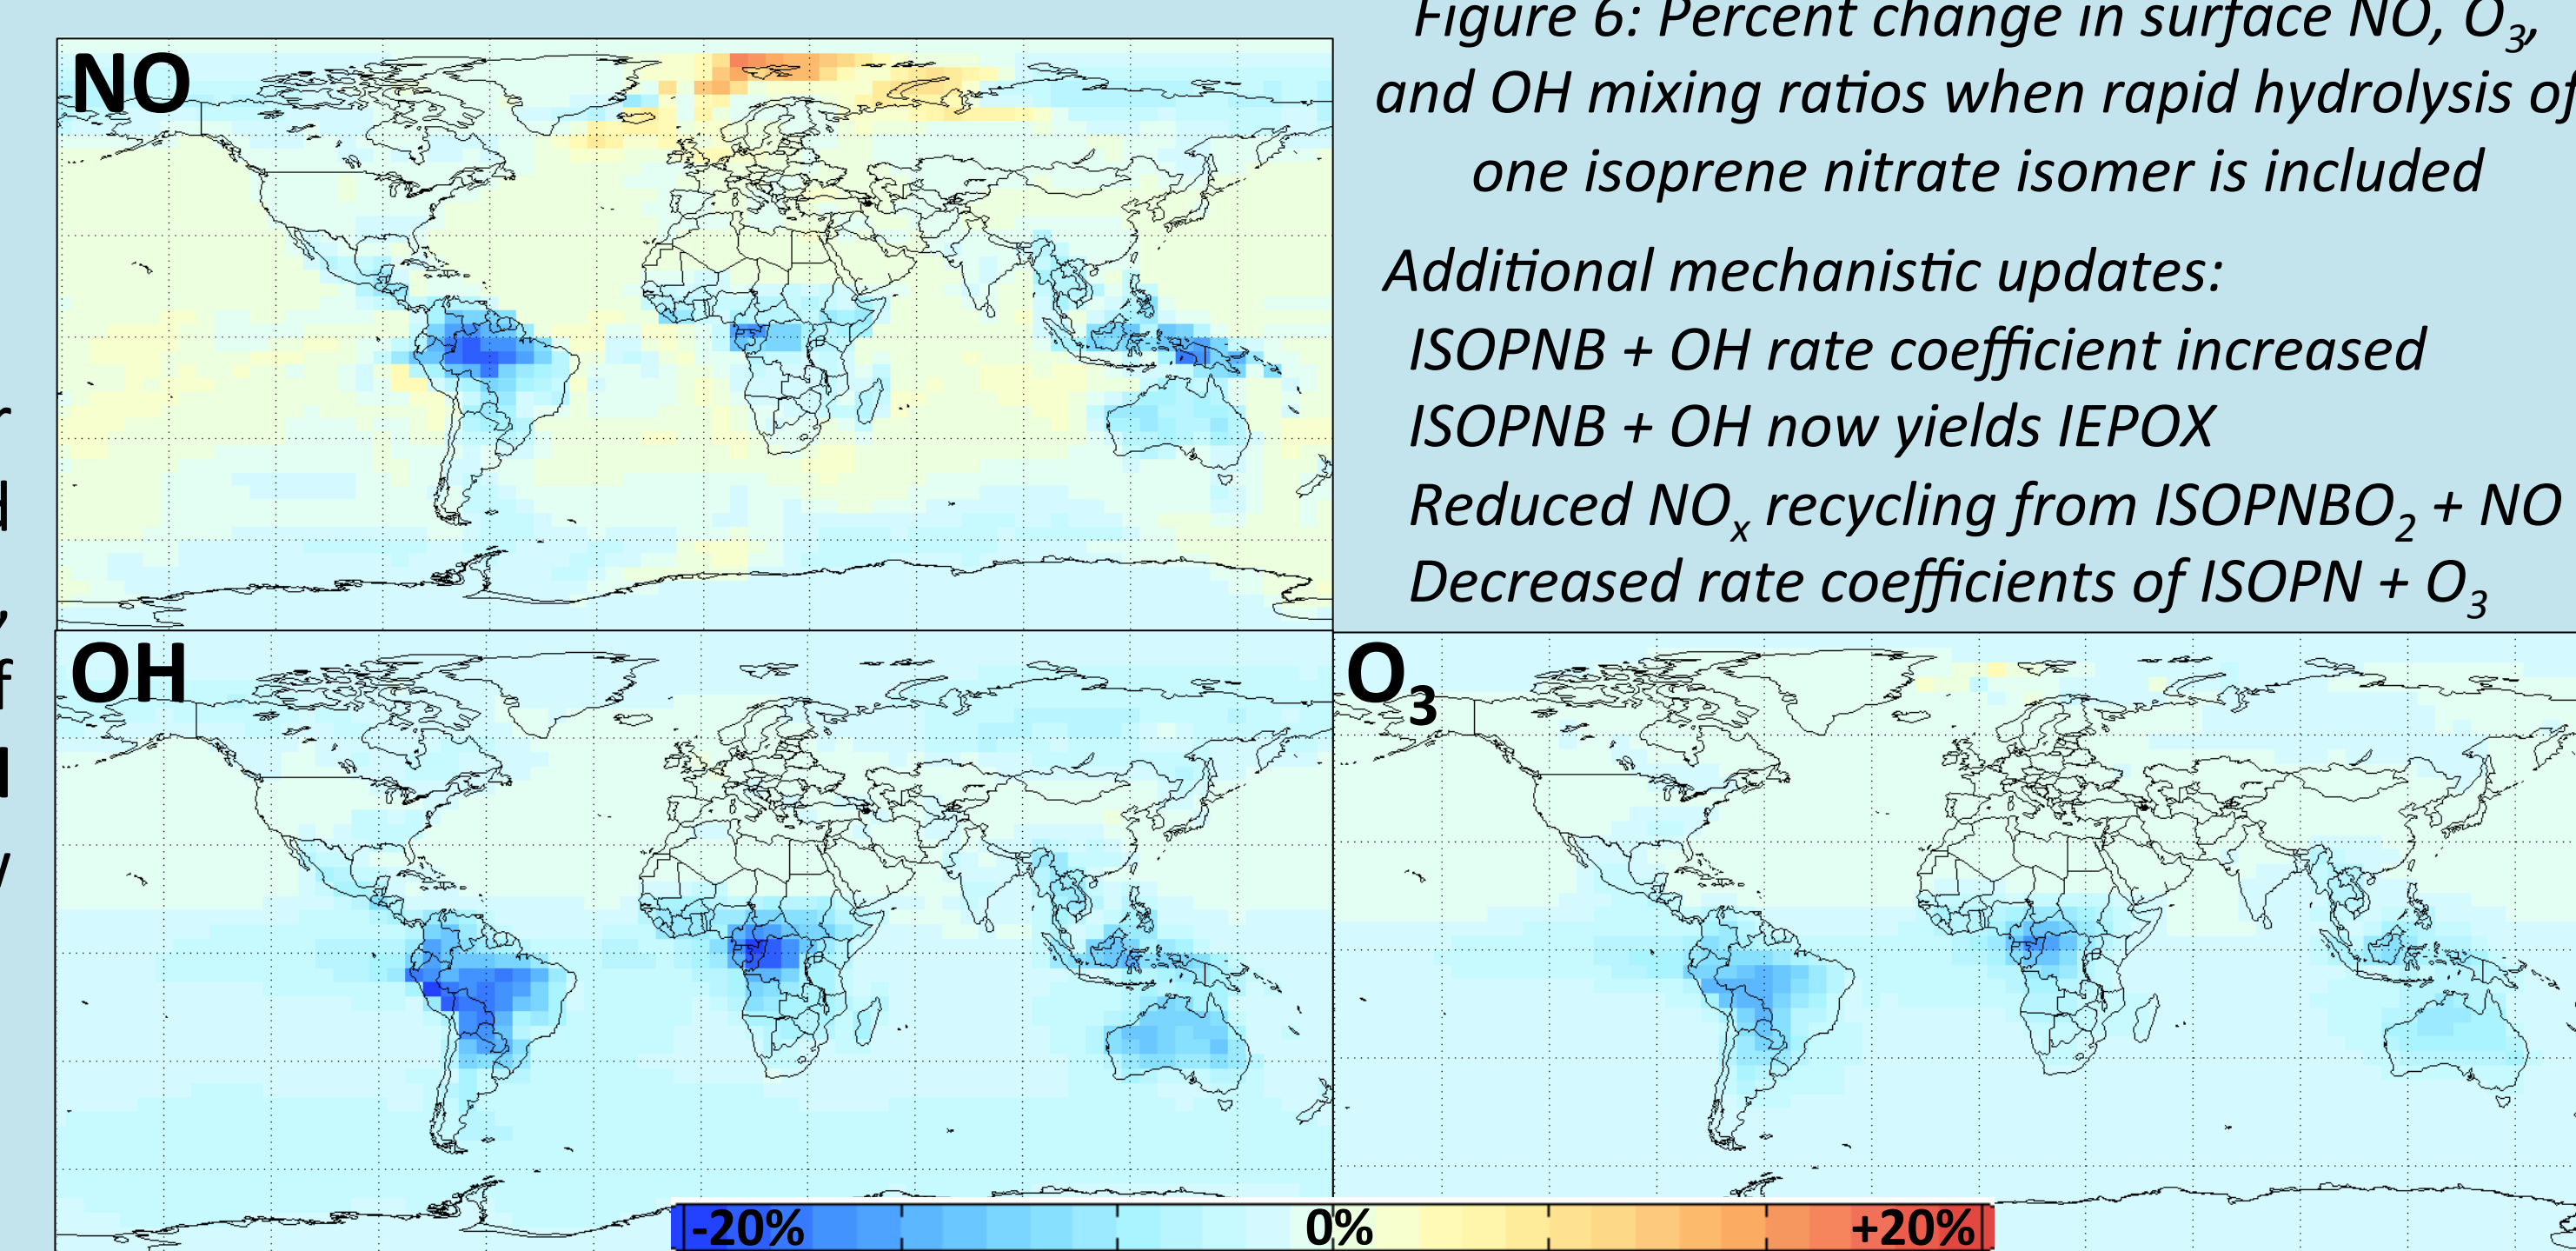 Figure 6: Percent change in surface NO, O₃,
and OH mixing ratios when rapid hydrolysis of
one isoprene nitrate isomer is included
Additional mechanistic updates:
ISOPNB + OH rate coefficient increased
ISOPNB + OH now yields IEPOX
Reduced NOₓ recycling from ISOPNBO₂ + NO
Decreased rate coefficients of ISOPN + O₃
NO
OH
O₃
-20% 0% +20%